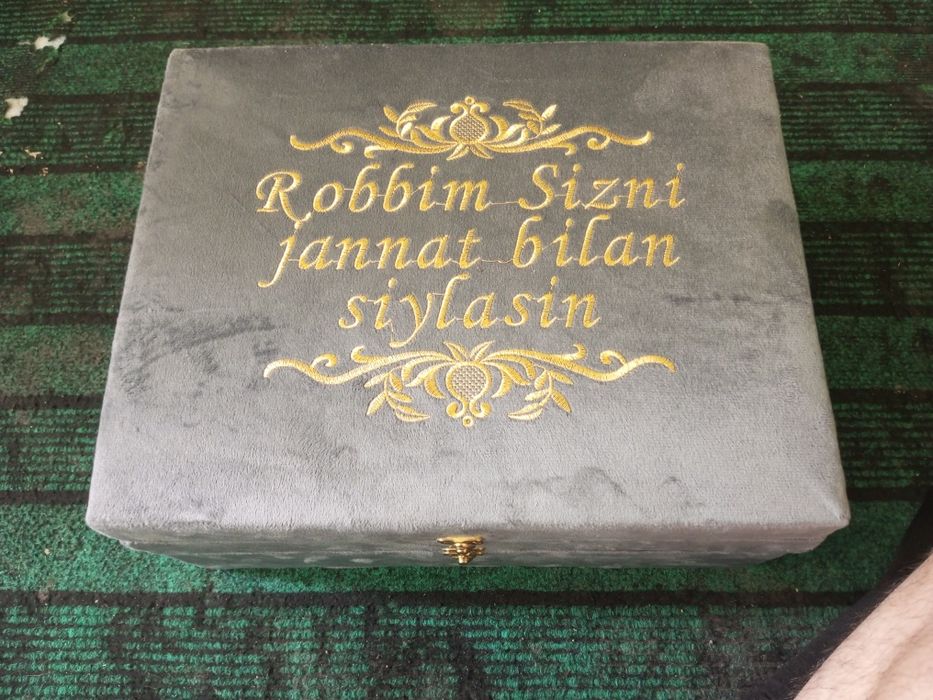 Robbim Sizni
jannat bilan
siylasin